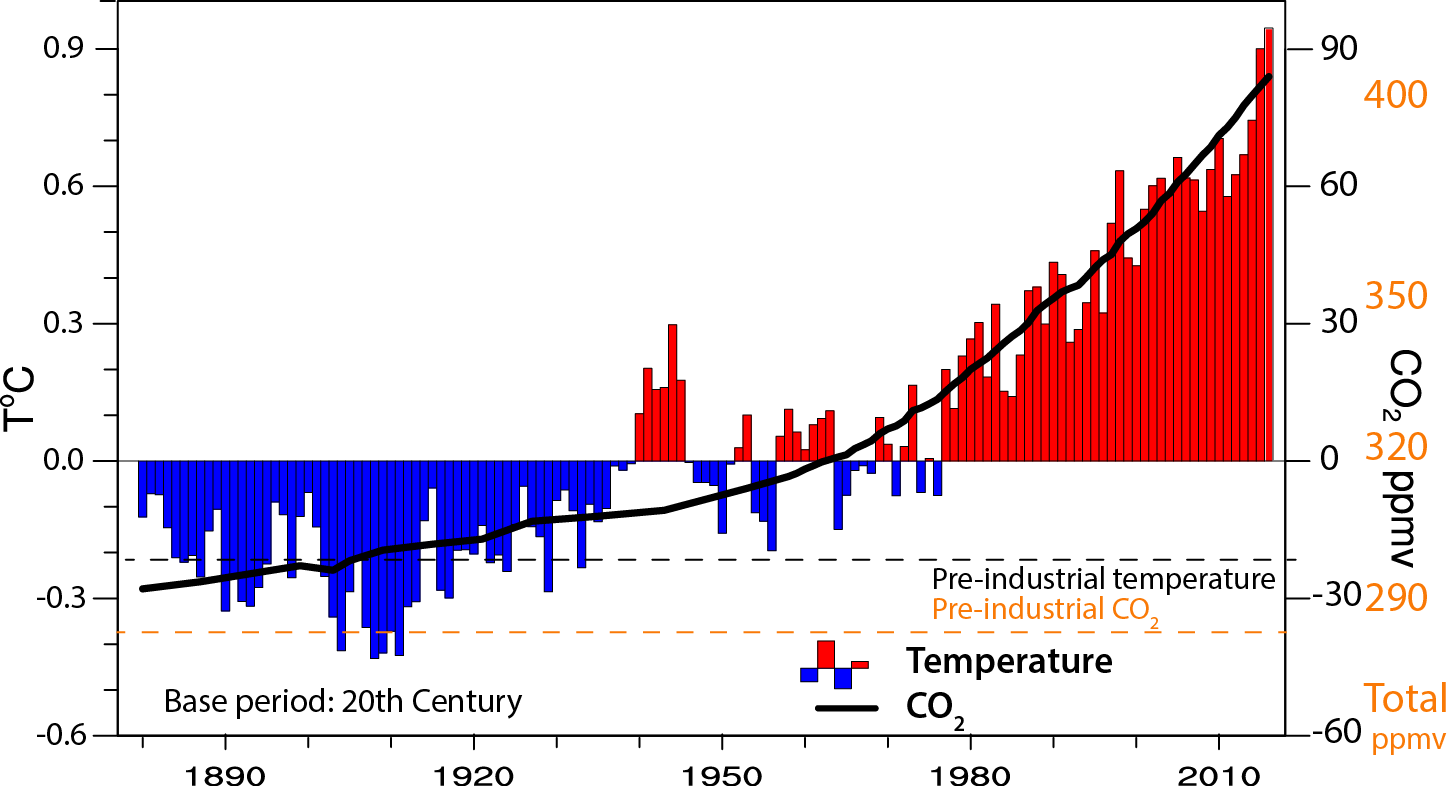 0.9
0.6
0.3
0.0
-0.3
-0.6
T°C
90
60
30
0
-30
-60
CO₂ ppmv
400
350
320
290
Total
ppmv
Pre-industrial temperature
Pre-industrial CO₂
Temperature
CO₂
Base period: 20th Century
1890 1920 1950 1980 2010